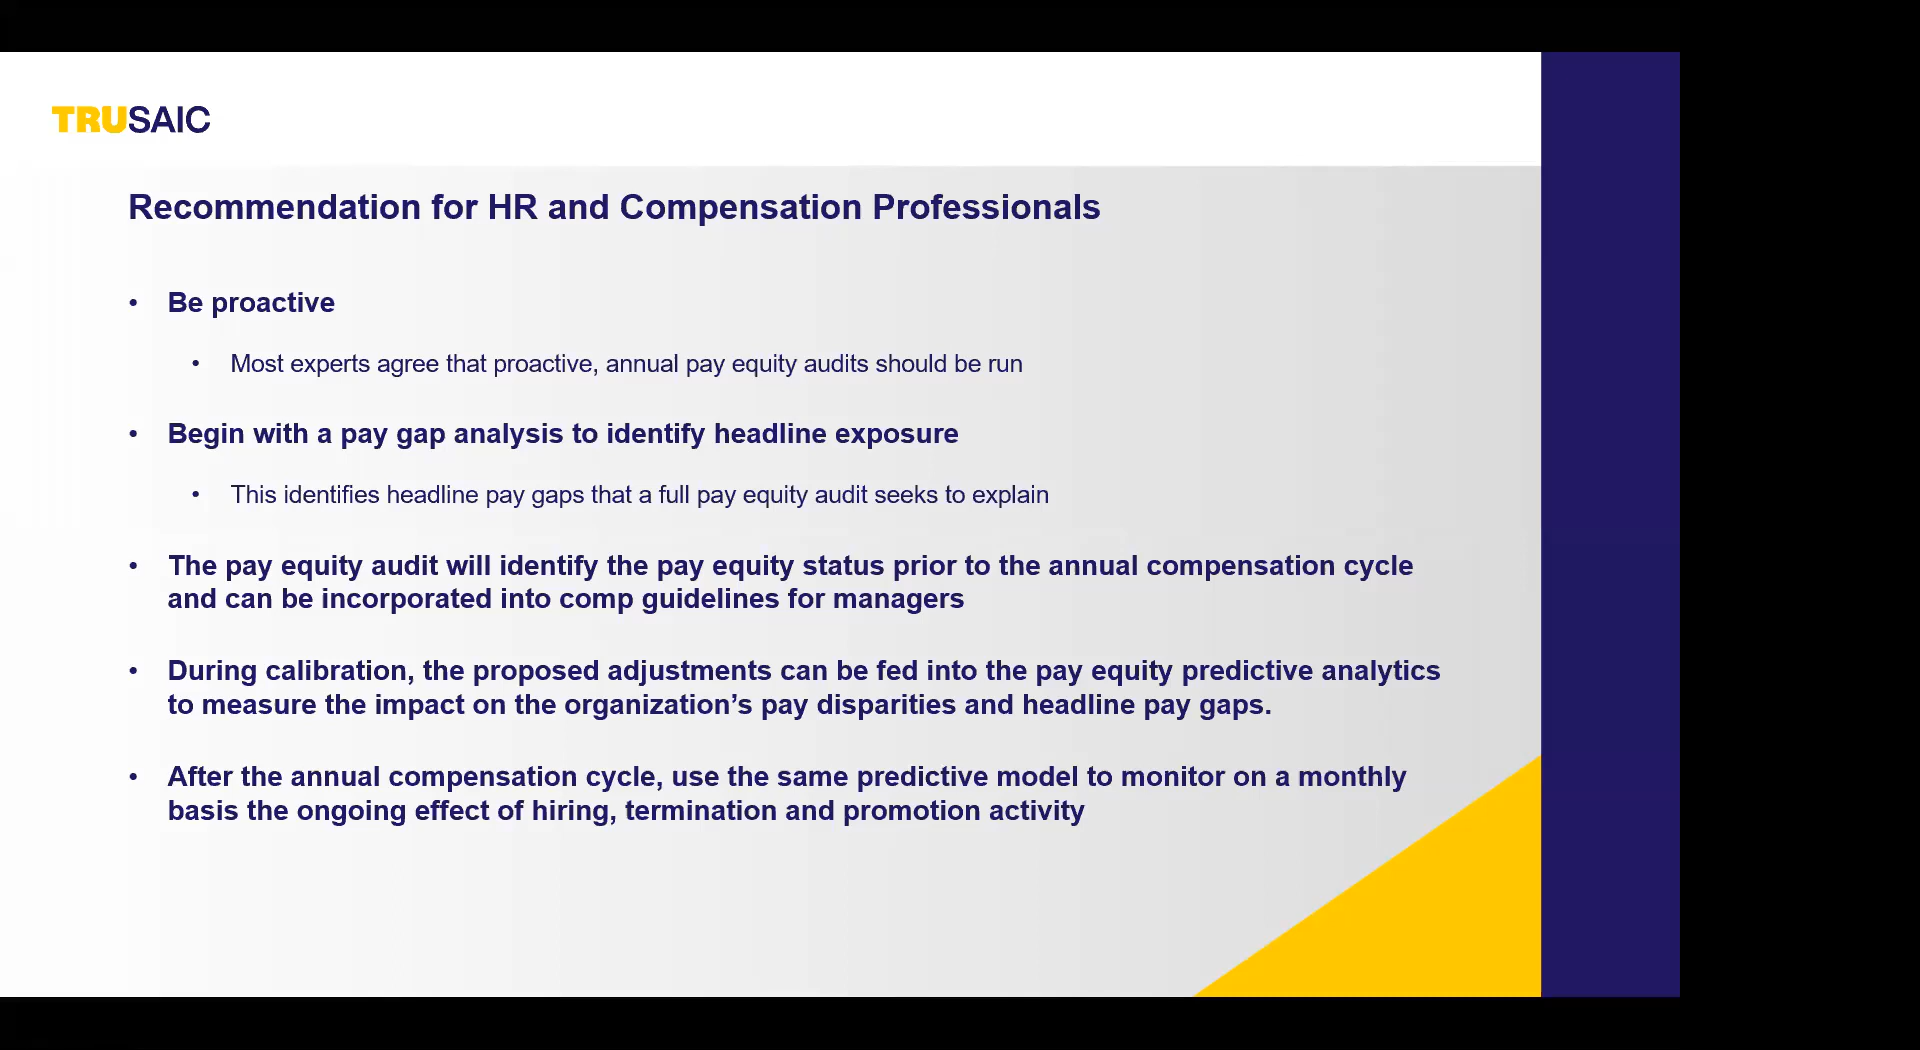 TRUSAIC
Recommendation for HR and Compensation Professionals
• Be proactive
• Most experts agree that proactive, annual pay equity audits should be run
• Begin with a pay gap analysis to identify headline exposure
• This identifies headline pay gaps that a full pay equity audit seeks to explain
• The pay equity audit will identify the pay equity status prior to the annual compensation cycle
and can be incorporated into comp guidelines for managers
• During calibration, the proposed adjustments can be fed into the pay equity predictive analytics
to measure the impact on the organization’s pay disparities and headline pay gaps.
• After the annual compensation cycle, use the same predictive model to monitor on a monthly
basis the ongoing effect of hiring, termination and promotion activity